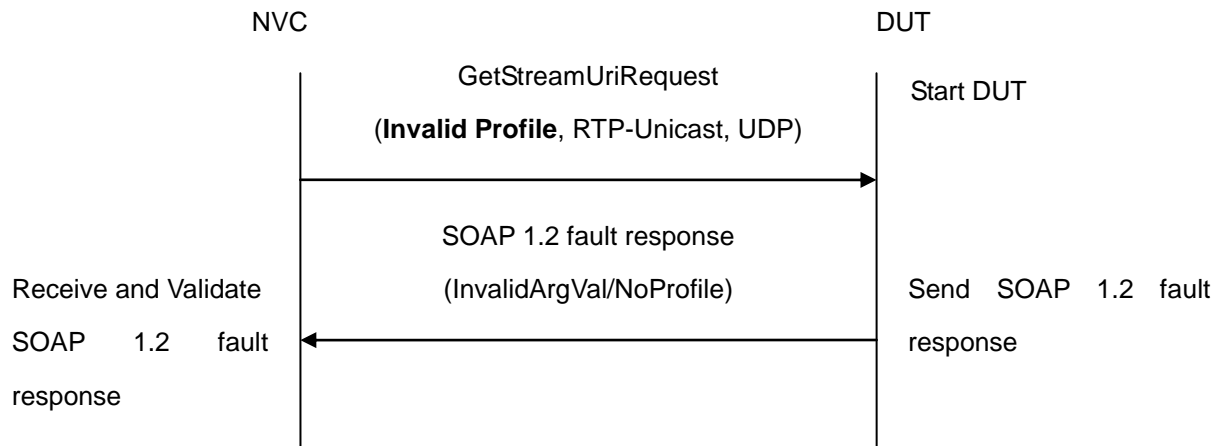 NVC
DUT
GetStreamUriRequest
(Invalid Profile, RTP-Unicast, UDP)
Start DUT
SOAP 1.2 fault response
(InvalidArgVal/NoProfile)
Receive and Validate
SOAP 1.2 fault
response
Send SOAP 1.2 fault
response